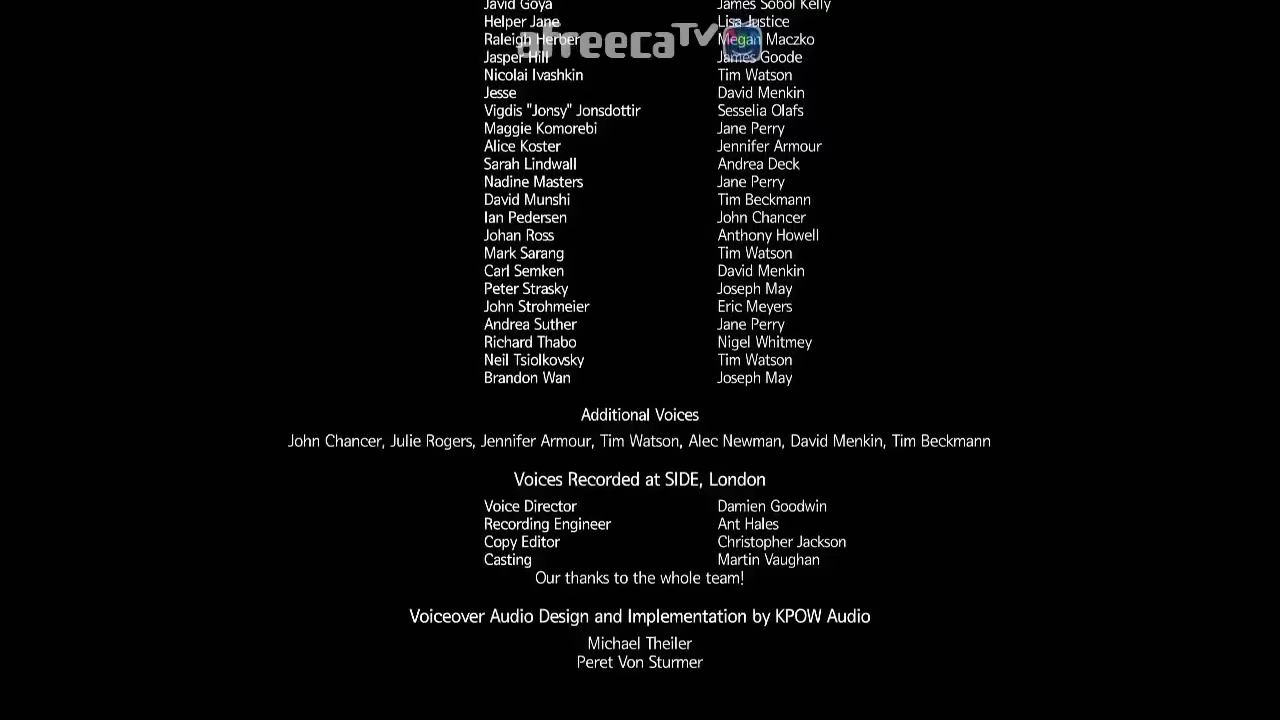 Javid Goya James Sobol Kelly
Helper Jane Lisa Justice
afreecaTV
Raleigh Herber Megan Maczko
Jasper Hill James Goode
Nicolai Ivashkin Tim Watson
Jesse David Menkin
Vigdis "Jonsy" Jonsdottir Sesselia Olafs
Maggie Komorebi Jane Perry
Alice Koster Jennifer Armour
Sarah Lindwall Andrea Deck
Nadine Masters Jane Perry
David Munshi Tim Beckmann
Ian Pedersen John Chancer
Johan Ross Anthony Howell
Mark Sarang Tim Watson
Carl Semken David Menkin
Peter Strasky Joseph May
John Strohmeier Eric Meyers
Andrea Suther Jane Perry
Richard Thabo Nigel Whitmey
Neil Tsiolkovsky Tim Watson
Brandon Wan Joseph May
Additional Voices
John Chancer, Julie Rogers, Jennifer Armour, Tim Watson, Alec Newman, David Menkin, Tim Beckmann
Voices Recorded at SIDE, London
Voice Director Damien Goodwin
Recording Engineer Ant Hales
Copy Editor Christopher Jackson
Casting Martin Vaughan
Our thanks to the whole team!
Voiceover Audio Design and Implementation by KPOW Audio
Michael Theiler
Peret Von Sturmer